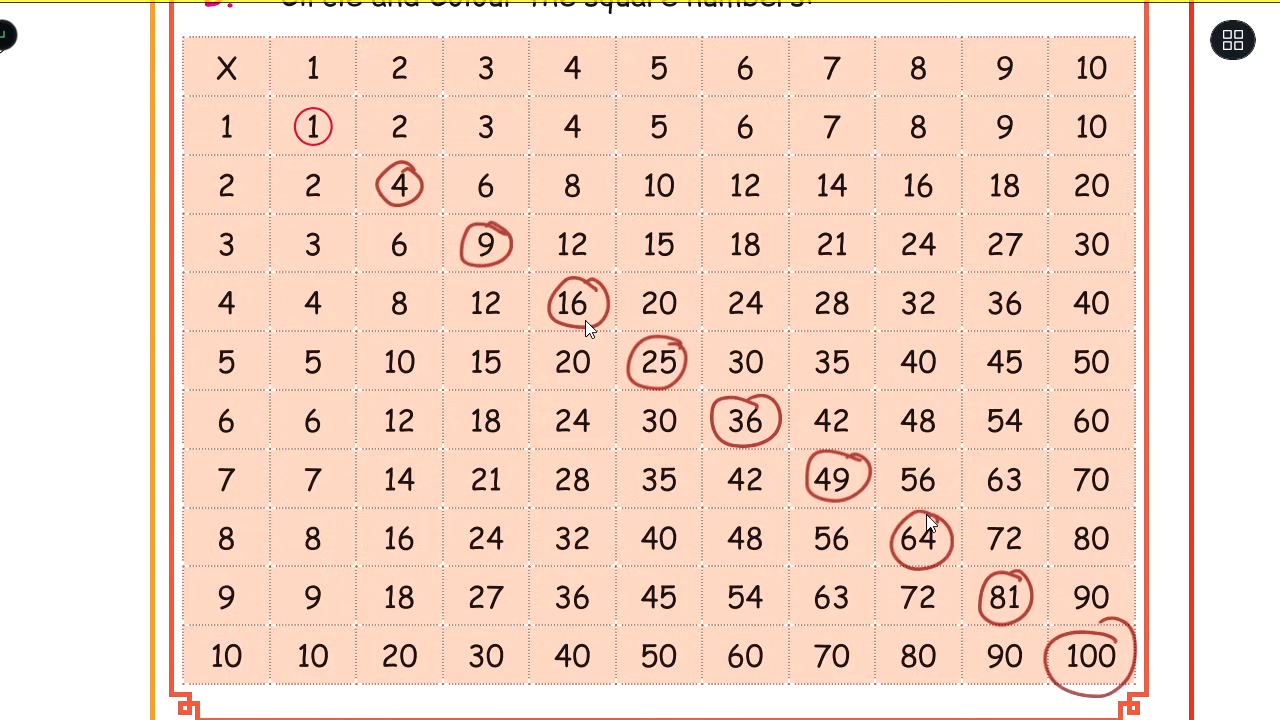 B. Circle and Colour the square numbers.
X 1 2 3 4 5 6 7 8 9 10
1 1 2 3 4 5 6 7 8 9 10
2 2 4 6 8 10 12 14 16 18 20
3 3 6 9 12 15 18 21 24 27 30
4 4 8 12 16 20 24 28 32 36 40
5 5 10 15 20 25 30 35 40 45 50
6 6 12 18 24 30 36 42 48 54 60
7 7 14 21 28 35 42 49 56 63 70
8 8 16 24 32 40 48 56 64 72 80
9 9 18 27 36 45 54 63 72 81 90
10 10 20 30 40 50 60 70 80 90 100